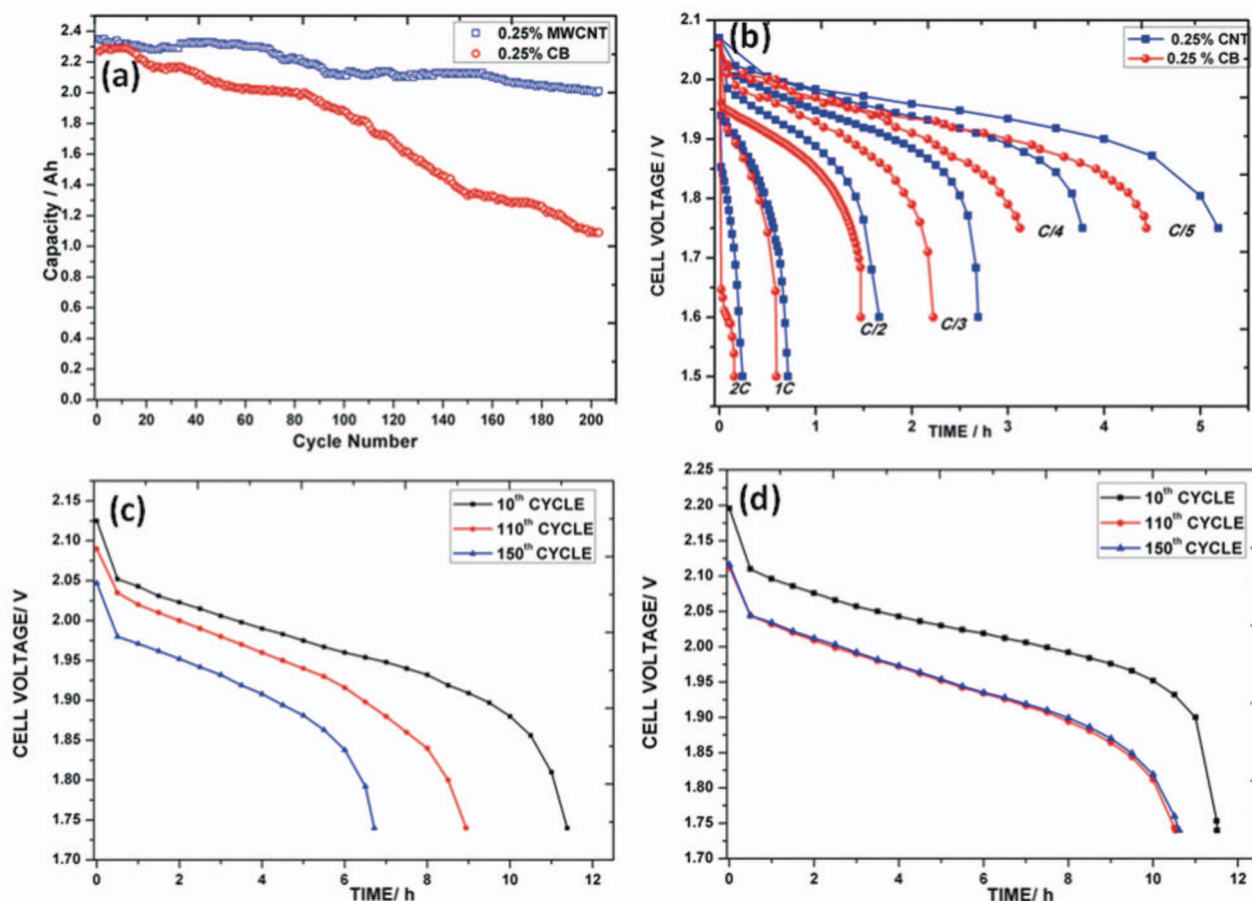 (a)
0.25% MWCNT
0.25% CB
Capacity / Ah
2.4
2.2
2.0
1.8
1.6
1.4
1.2
1.0
0.8
0.6
0.4
0.2
0.0
0 20 40 60 80 100 120 140 160 180 200
Cycle Number
(b)
0.25% CNT
0.25 % CB
CELL VOLTAGE / V
2.1
2.0
1.9
1.8
1.7
1.6
1.5
C/4
C/5
C/2
C/3
2C
1C
0 1 2 3 4 5
TIME / h
(c)
10th CYCLE
110th CYCLE
150th CYCLE
CELL VOLTAGE/ V
2.15
2.10
2.05
2.00
1.95
1.90
1.85
1.80
1.75
1.70
0 2 4 6 8 10 12
TIME/ h
(d)
10th CYCLE
110th CYCLE
150th CYCLE
CELL VOLTAGE/ V
2.25
2.20
2.15
2.10
2.05
2.00
1.95
1.90
1.85
1.80
1.75
1.70
0 2 4 6 8 10 12
TIME/ h